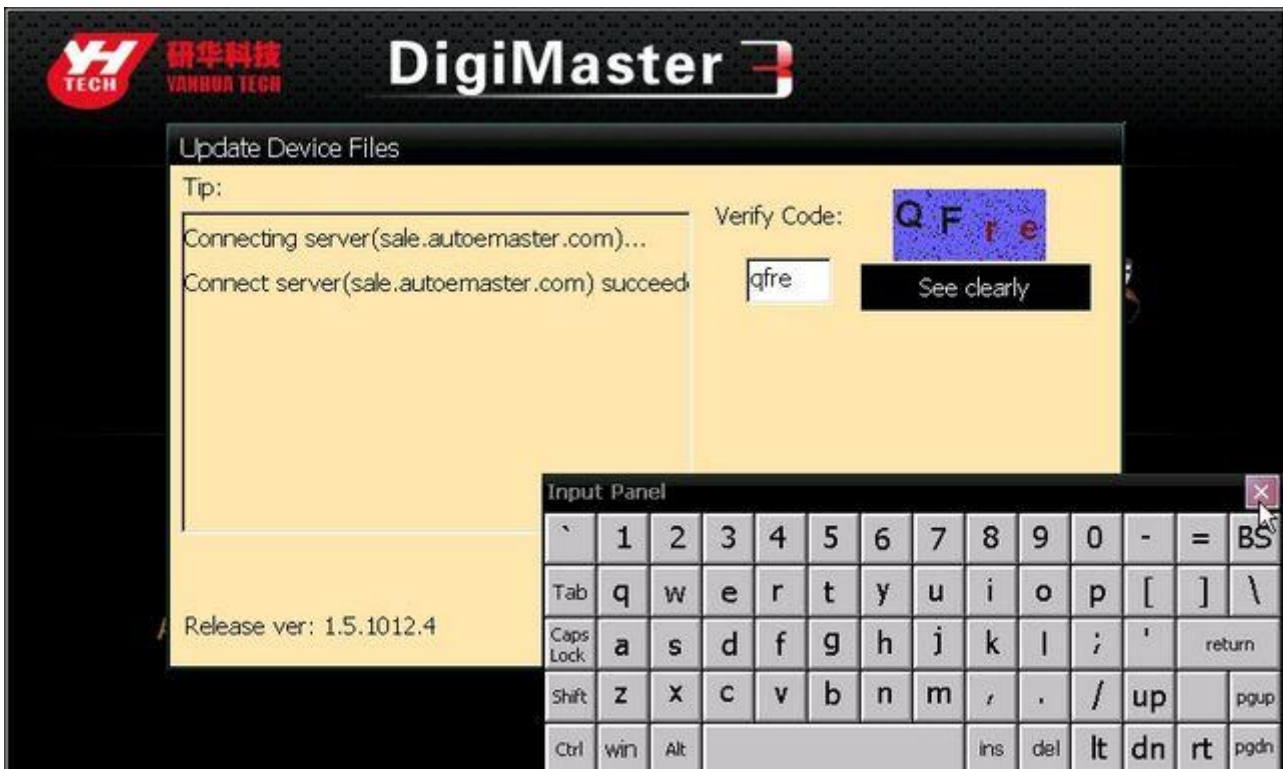 YH
TECH
研华科技
YANHUA TECH
DigiMaster 3
Update Device Files
Tip:
Connecting server(sale.autoemaster.com)...
Connect server(sale.autoemaster.com) succeed
Verify Code:
Q F r e
qfre
See clearly
Release ver: 1.5.1012.4
Input Panel
` 1 2 3 4 5 6 7 8 9 0 - = BS
Tab q w e r t y u i o p [ ] \
Caps Lock a s d f g h j k l ; ' return
Shift z x c v b n m , . / up pgup
Ctrl win Alt ins del lt dn rt pgdn